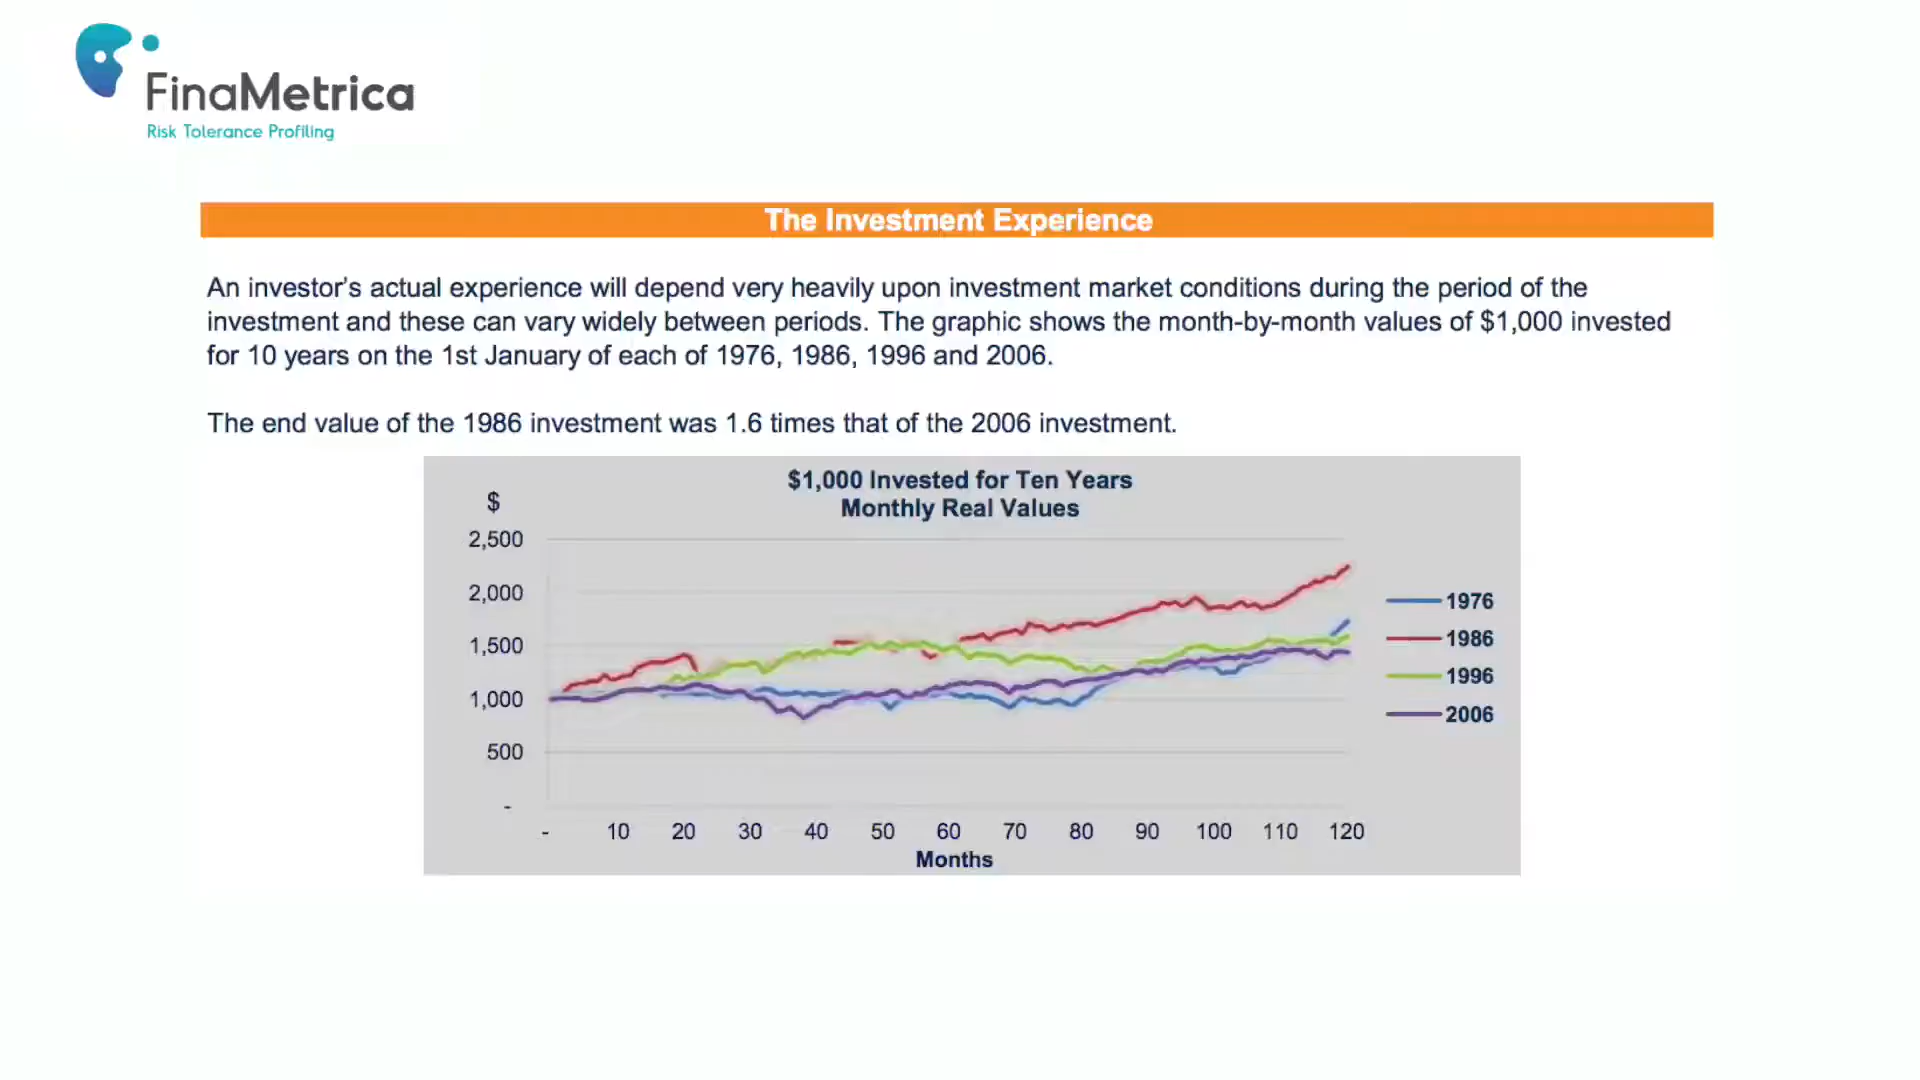 FinaMetrica
Risk Tolerance Profiling
The Investment Experience
An investor's actual experience will depend very heavily upon investment market conditions during the period of the
investment and these can vary widely between periods. The graphic shows the month-by-month values of $1,000 invested
for 10 years on the 1st January of each of 1976, 1986, 1996 and 2006.
The end value of the 1986 investment was 1.6 times that of the 2006 investment.
$1,000 Invested for Ten Years
Monthly Real Values
$
2,500
2,000
1,500
1,000
500
-
- 10 20 30 40 50 60 70 80 90 100 110 120
Months
1976
1986
1996
2006